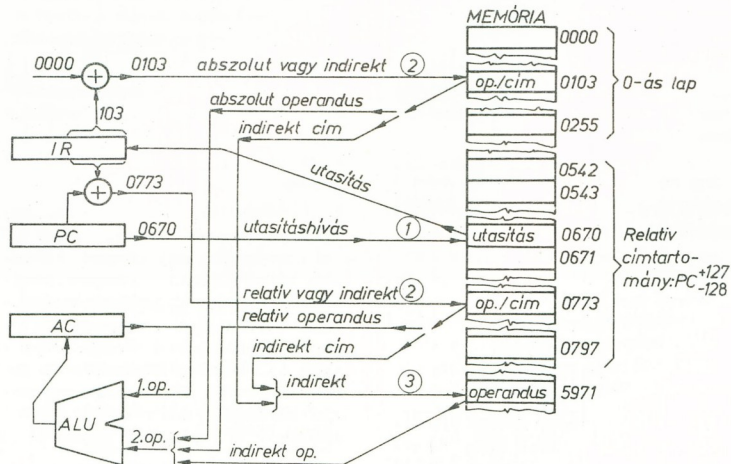 MEMÓRIA
0000
0000
0103
abszolut vagy indirekt
2
op./cím
0103
0-ás lap
abszolut operandus
103
indirekt cím
0255
IR
0542
0773
utasítás
0543
PC
0670
utasításhívás
1
utasítás
0670
0671
Relativ
címtarto-
mány:PC +127
-128
relatív vagy indirekt
2
op./cím
0773
AC
relatív operandus
indirekt cím
0797
1.op.
indirekt
3
operandus
5971
ALU
2.op.
indirekt op.